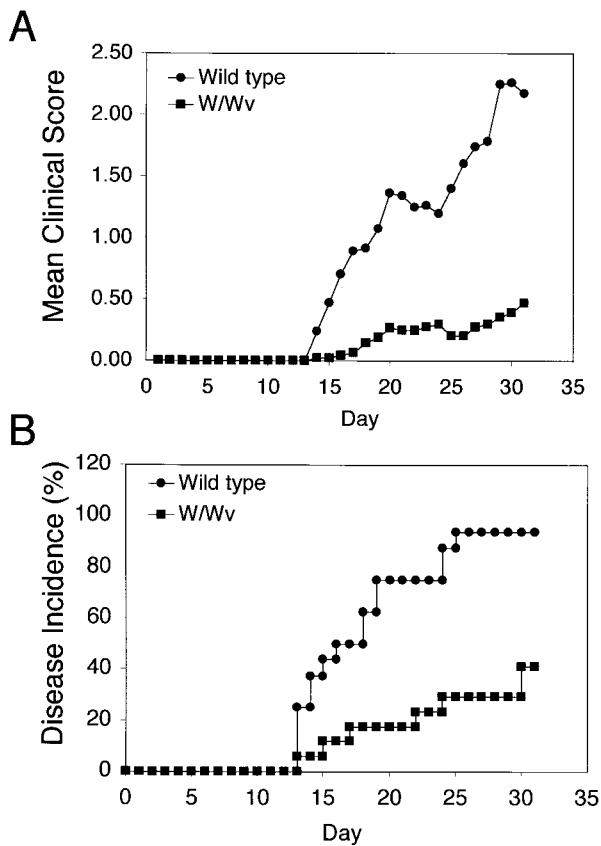 A
Mean Clinical Score
2.50
2.00
1.50
1.00
0.50
0.00
Wild type
W/Wv
0 5 10 15 20 25 30 35
Day
B
Disease Incidence (%)
120
100
80
60
40
20
0
Wild type
W/Wv
0 5 10 15 20 25 30 35
Day